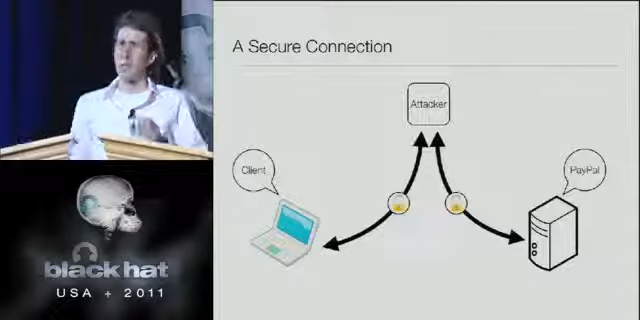 A Secure Connection
Attacker
Client
PayPal
black hat
USA + 2011